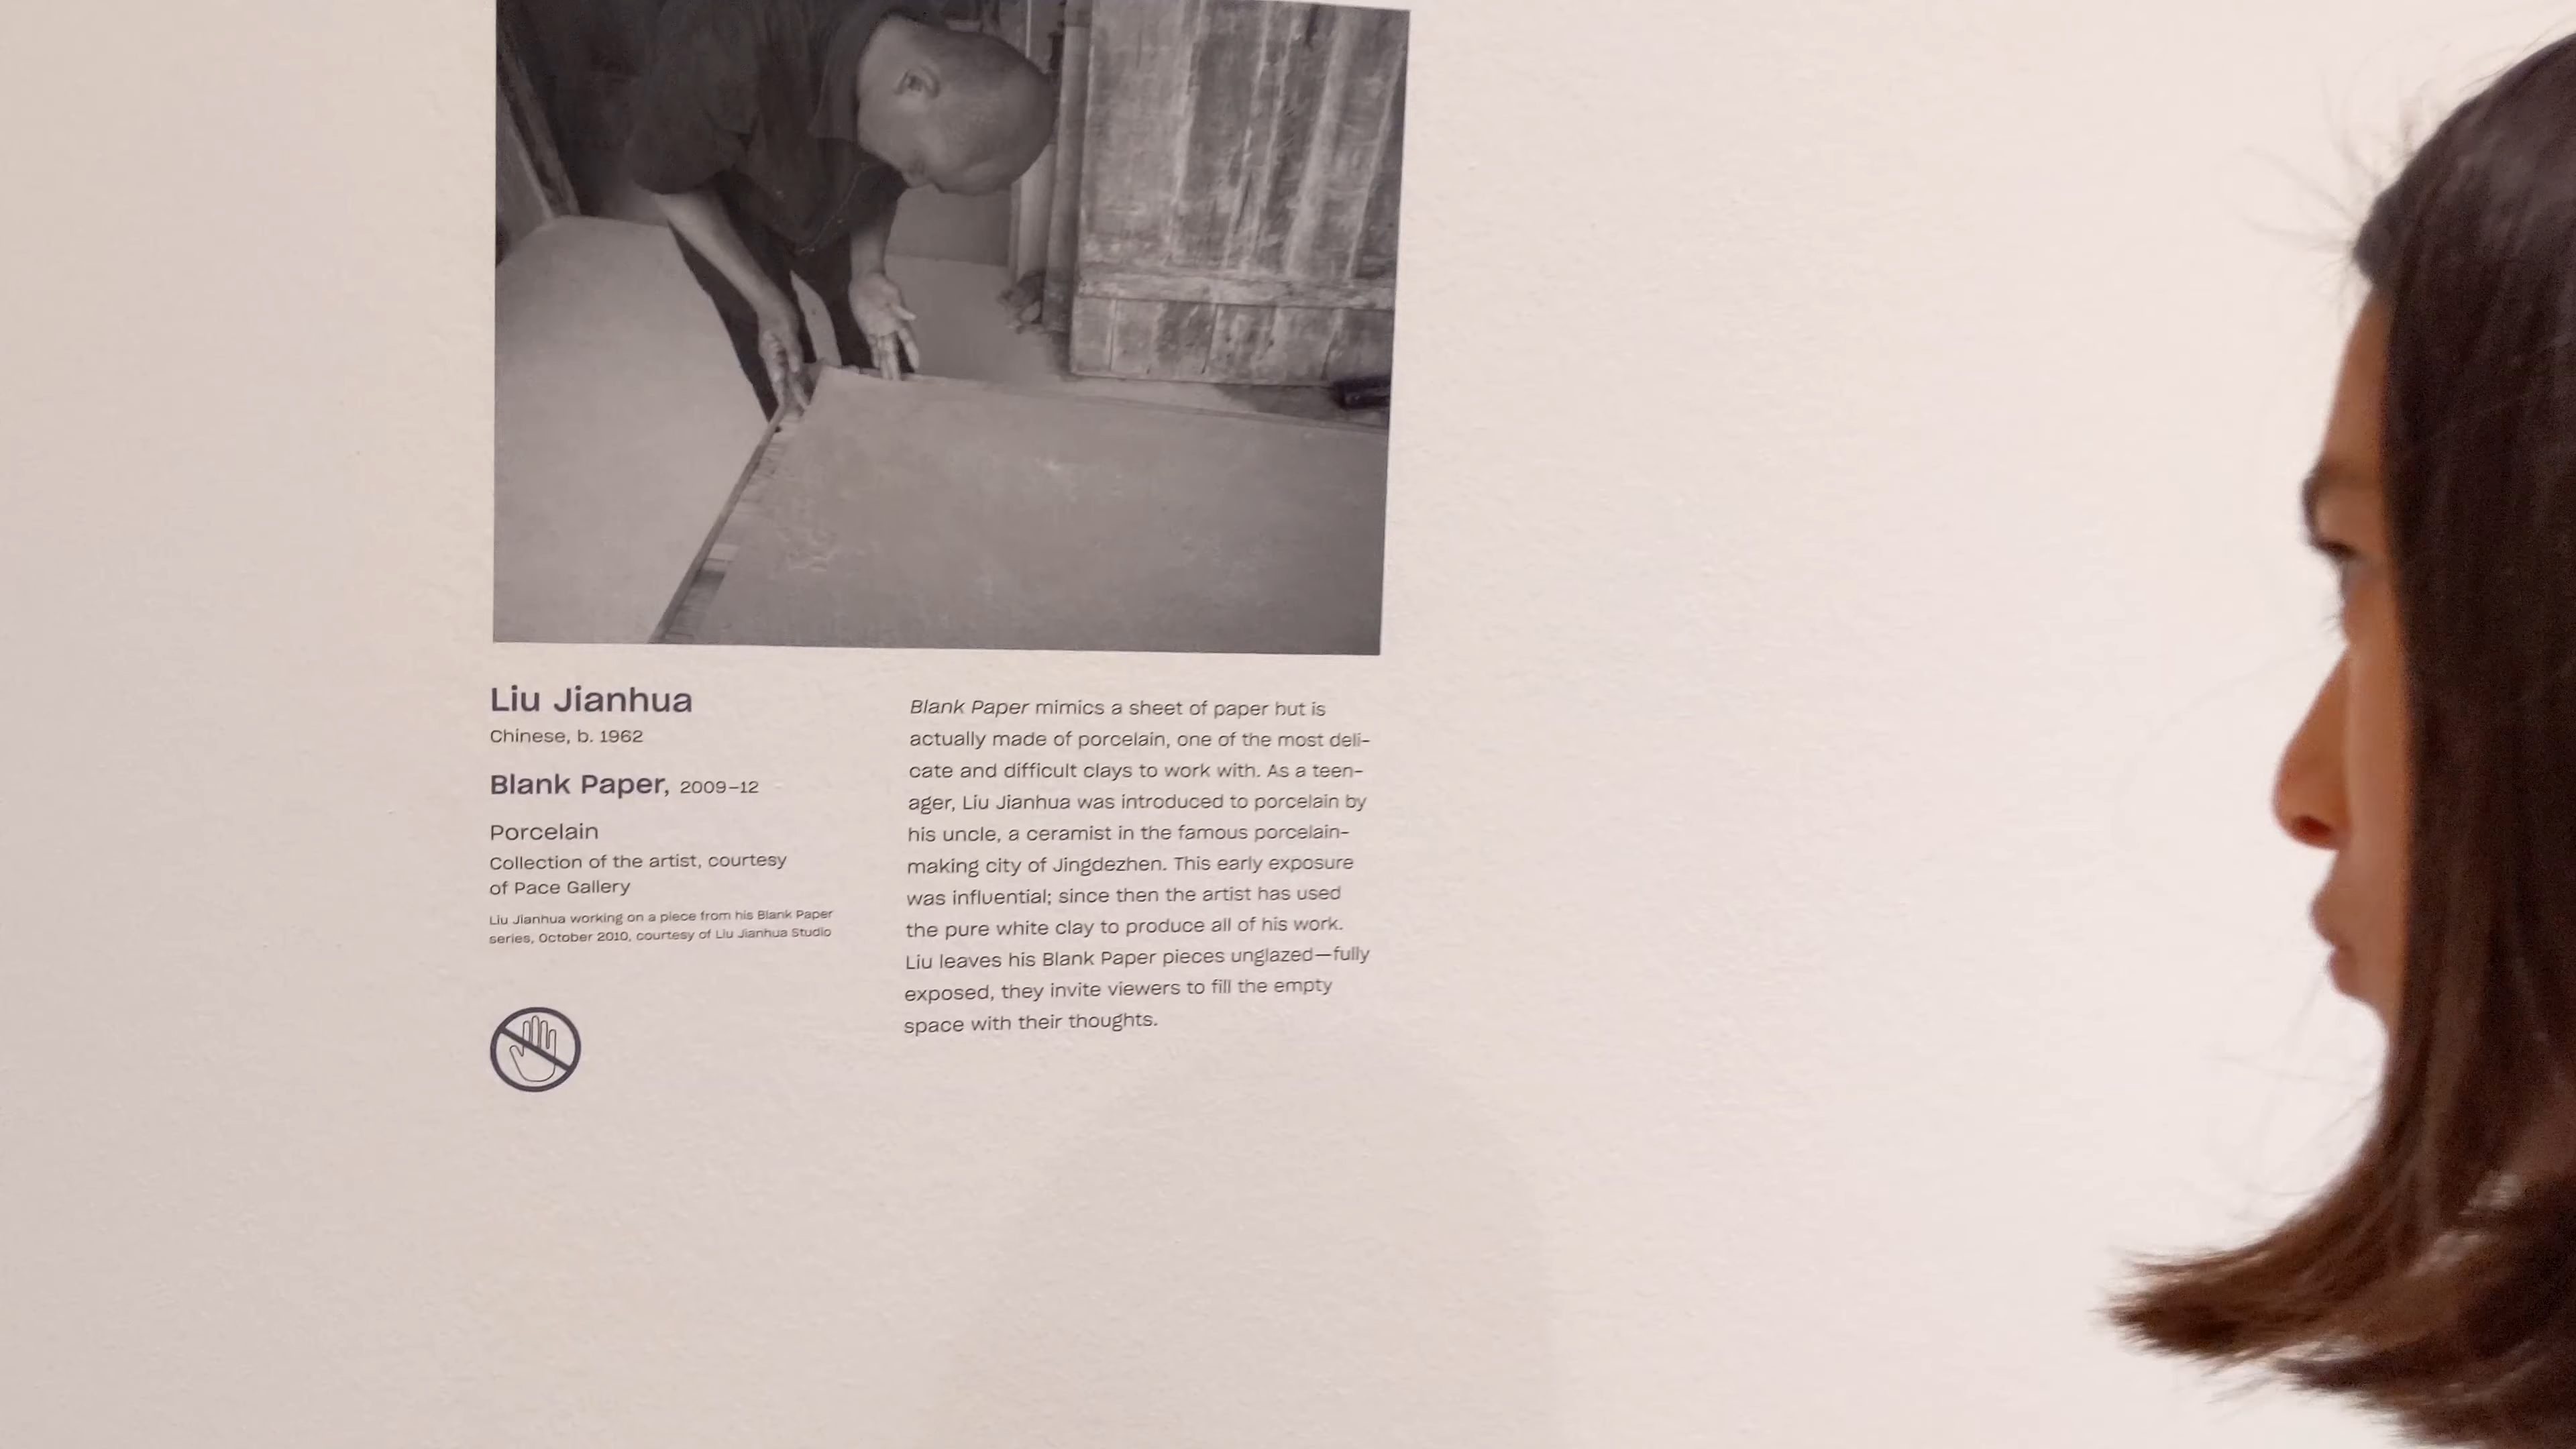 Liu Jianhua
Chinese, b. 1962
Blank Paper, 2009–12
Porcelain
Collection of the artist, courtesy
of Pace Gallery
Liu Jianhua working on a piece from his Blank Paper
series, October 2010, courtesy of Liu Jianhua Studio
Blank Paper mimics a sheet of paper but is
actually made of porcelain, one of the most deli-
cate and difficult clays to work with. As a teen-
ager, Liu Jianhua was introduced to porcelain by
his uncle, a ceramist in the famous porcelain-
making city of Jingdezhen. This early exposure
was influential; since then the artist has used
the pure white clay to produce all of his work.
Liu leaves his Blank Paper pieces unglazed—fully
exposed, they invite viewers to fill the empty
space with their thoughts.